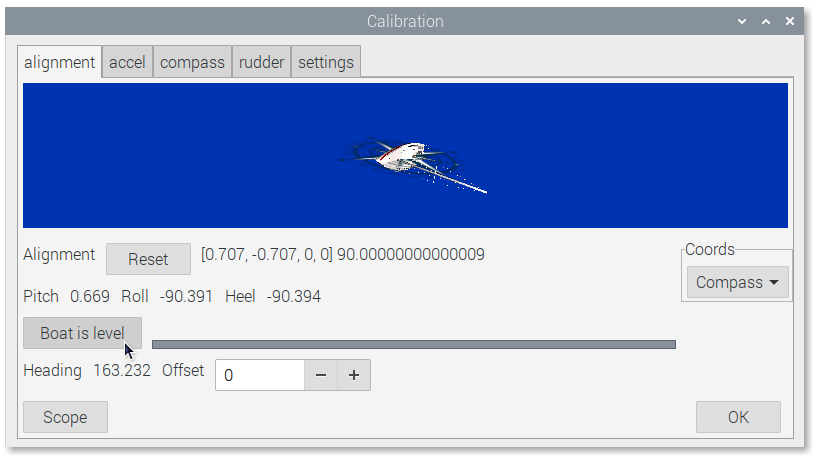 Calibration
alignment accel compass rudder settings
Alignment Reset [0.707, -0.707, 0, 0] 90.00000000000009
Coords
Compass
Pitch 0.669 Roll -90.391 Heel -90.394
Boat is level
Heading 163.232 Offset 0 − +
Scope OK